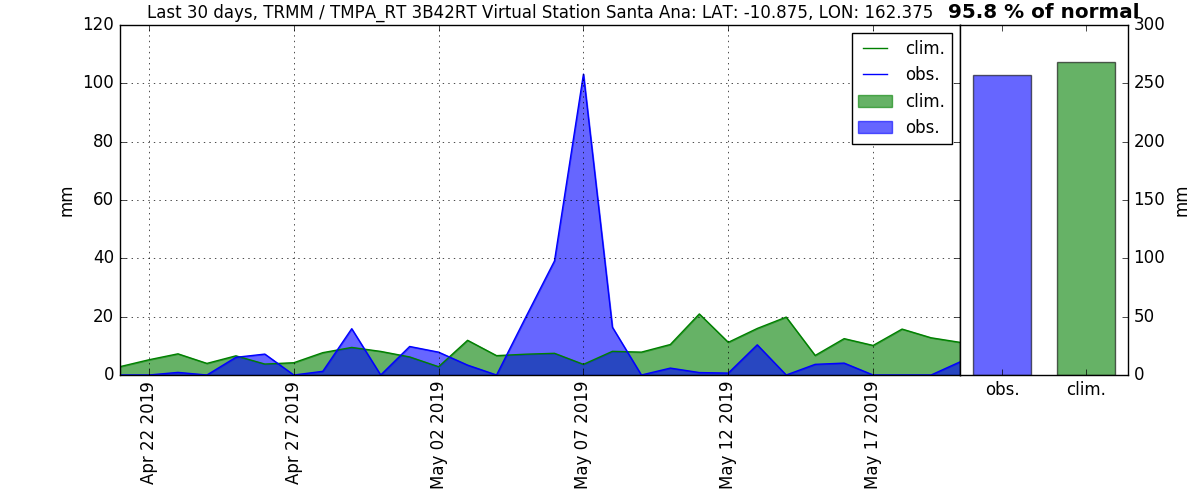 Last 30 days, TRMM / TMPA_RT 3B42RT Virtual Station Santa Ana: LAT: -10.875, LON: 162.375 95.8 % of normal
120
100
80
60
40
20
0
mm
clim.
obs.
clim.
obs.
300
250
200
150
100
50
0
mm
obs. clim.
Apr 22 2019
Apr 27 2019
May 02 2019
May 07 2019
May 12 2019
May 17 2019